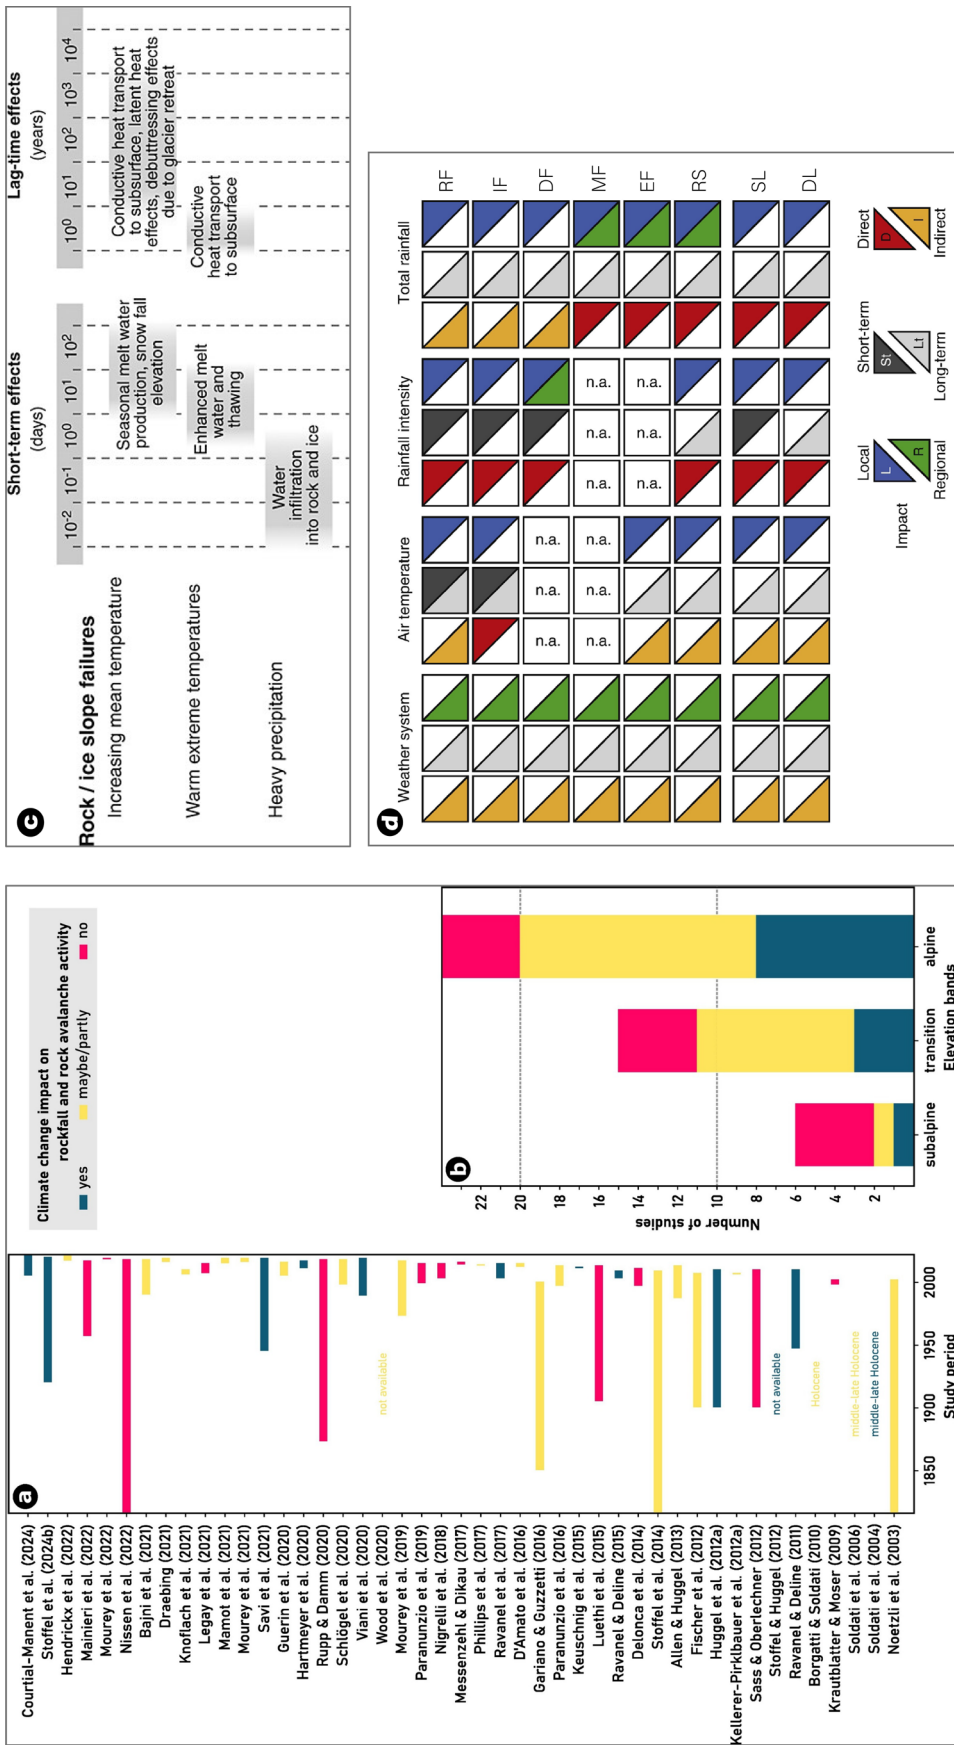 a
Courtial-Manent et al. (2024)
Stoffel et al. (2024b)
Hendrickx et al. (2022)
Mainieri et al. (2022)
Mourey et al. (2022)
Nissen et al. (2022)
Bajni et al. (2021)
Draebing (2021)
Knoflach et al. (2021)
Legay et al. (2021)
Mamot et al. (2021)
Mourey et al. (2021)
Savi et al. (2021)
Guerin et al. (2020)
Hartmeyer et al. (2020)
Rupp & Damm (2020)
Schlögel et al. (2020)
Viani et al. (2020)
Wood et al. (2020)
Mourey et al. (2019)
Paranunzio et al. (2019)
Nigrelli et al. (2018)
Messenzehl & Dikau (2017)
Phillips et al. (2017)
Ravanel et al. (2017)
D'Amato et al. (2016)
Gariano & Guzzetti (2016)
Paranunzio et al. (2016)
Keuschnig et al. (2015)
Luethi et al. (2015)
Ravanel & Deline (2015)
Delonca et al. (2014)
Stoffel et al. (2014)
Allen & Huggel (2013)
Fischer et al. (2012)
Huggel et al. (2012a)
Kellerer-Pirklbauer et al. (2012a)
Sass & Oberlechner (2012)
Stoffel & Huggel (2012)
Ravanel & Deline (2011)
Borgatti & Soldati (2010)
Krautblatter & Moser (2009)
Soldati et al. (2006)
Soldati et al. (2004)
Noetzli et al. (2003)
not available
not available
Holocene
middle-late Holocene
middle-late Holocene
1850
1900
1950
2000
Study period
Climate change impact on
rockfall and rock avalanche activity
yes
maybe/partly
no
b
Number of studies
22
20
18
16
14
12
10
8
6
4
2
subalpine
transition
alpine
Elevation bands
c
Short-term effects
(days)
Lag-time effects
(years)
Rock / ice slope failures
10-2
10-1
100
101
102
100
101
102
103
104
Increasing mean temperature
Seasonal melt water
production, snow fall
elevation
Conductive heat transport
to subsurface, latent heat
effects, debuttressing effects
due to glacier retreat
Warm extreme temperatures
Enhanced melt
water and
thawing
Conductive
heat transport
to subsurface
Heavy precipitation
Water
infiltration
into rock and ice
d
Weather system
Air temperature
Rainfall intensity
Total rainfall
RF
IF
n.a. n.a. n.a. DF
n.a. n.a. n.a. n.a. n.a. n.a. MF
n.a. n.a. n.a. EF
RS
SL
DL
Impact
Local
L
R
Regional
Short-term
St
Lt
Long-term
Direct
D
I
Indirect